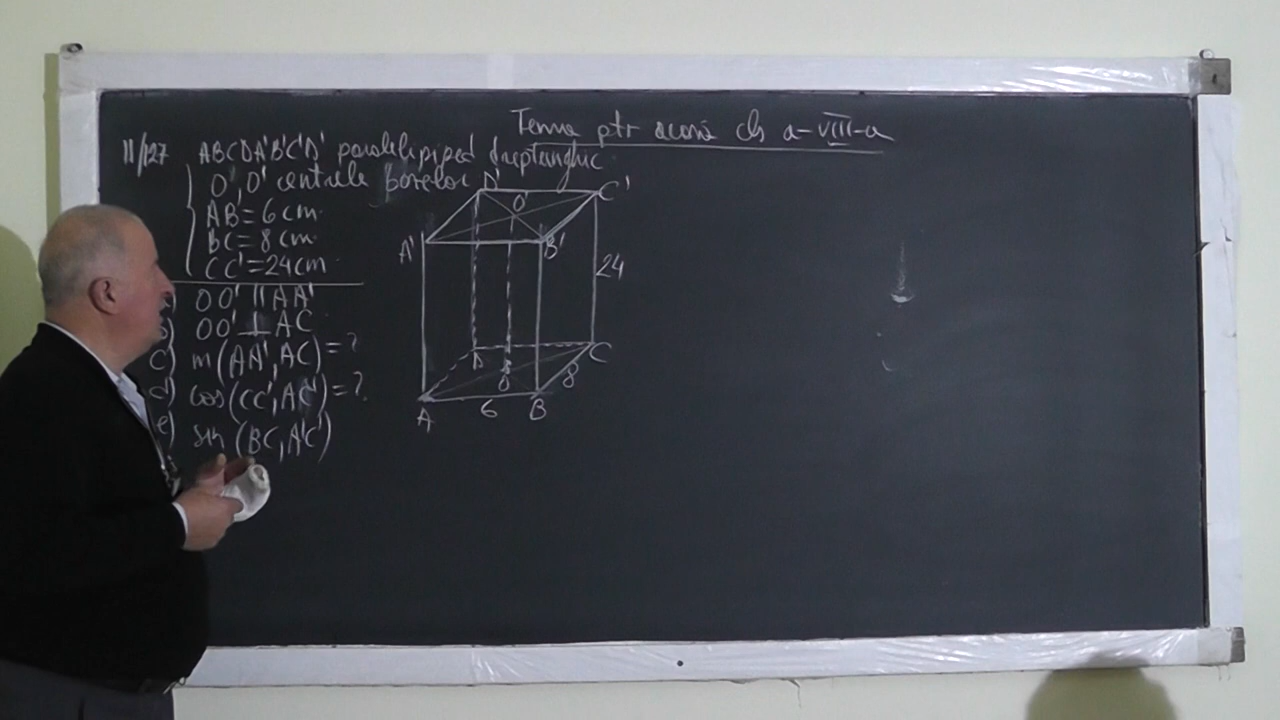 Tema ptr acasă cls a-VIII-a
11/127 ABCDA'B'C'D' paralelipiped dreptunghic
O', O' centrele
AB = 6 cm.
BC = 8 cm.
CC' = 24 cm
a) OO' || AA'
b) OO' ⊥ AC
c) m(AA', AC) = ?
d) cos(CC', AC') = ?
e) sin(BC, A'C')
D' C'
O'
A' B'
24
D C
O 8
A 6 B